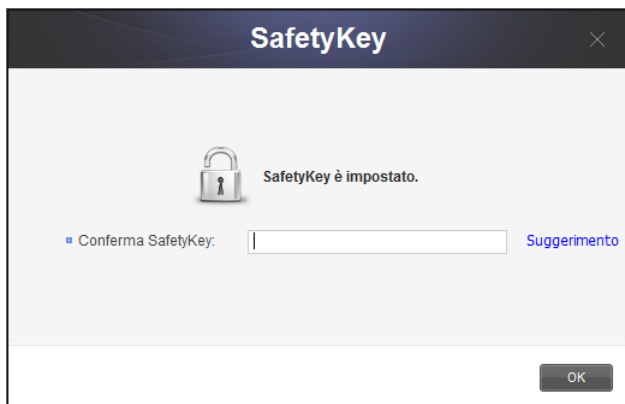 SafetyKey
SafetyKey è impostato.
Conferma SafetyKey: Suggerimento
OK